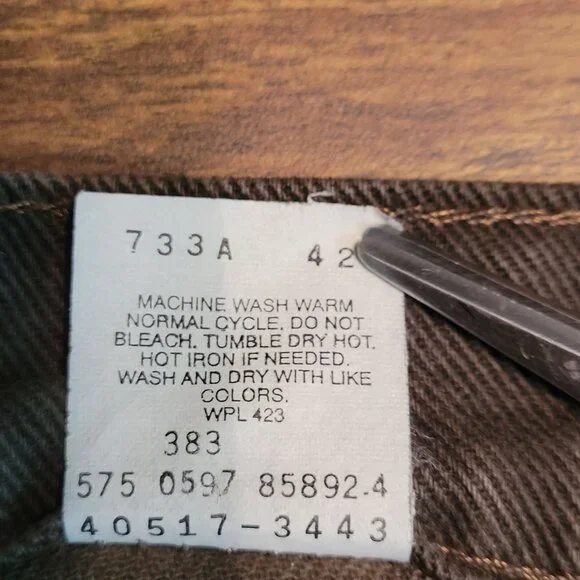 733A 42
MACHINE WASH WARM
NORMAL CYCLE, DO NOT
BLEACH. TUMBLE DRY HOT.
HOT IRON IF NEEDED.
WASH AND DRY WITH LIKE
COLORS.
WPL 423
383
575 0597 85892.4
40517-3443